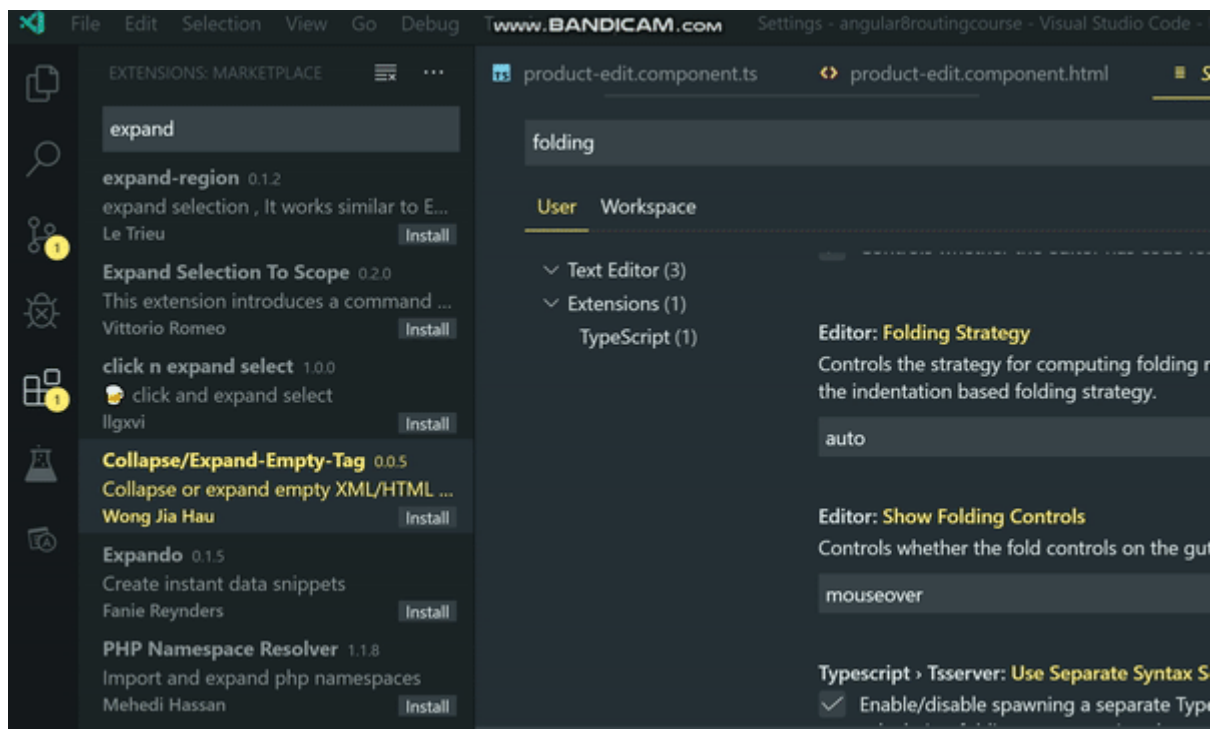 File Edit Selection View Go Debug T
www.BANDICAM.com
Settings - angular8routingcourse - Visual Studio Code -
EXTENSIONS: MARKETPLACE
expand
expand-region 0.1.2
expand selection , It works similar to E...
Le Trieu Install
Expand Selection To Scope 0.2.0
This extension introduces a command ...
Vittorio Romeo Install
click n expand select 1.0.0
click and expand select
llgxvi Install
Collapse/Expand-Empty-Tag 0.0.5
Collapse or expand empty XML/HTML ...
Wong Jia Hau Install
Expando 0.1.5
Create instant data snippets
Fanie Reynders Install
PHP Namespace Resolver 1.1.8
Import and expand php namespaces
Mehedi Hassan Install
1
1
TS product-edit.component.ts
product-edit.component.html
S
folding
User Workspace
Text Editor (3)
Extensions (1)
TypeScript (1)
Editor: Folding Strategy
Controls the strategy for computing folding r
the indentation based folding strategy.
auto
Editor: Show Folding Controls
Controls whether the fold controls on the gut
mouseover
Typescript › Tsserver: Use Separate Syntax S
Enable/disable spawning a separate Type